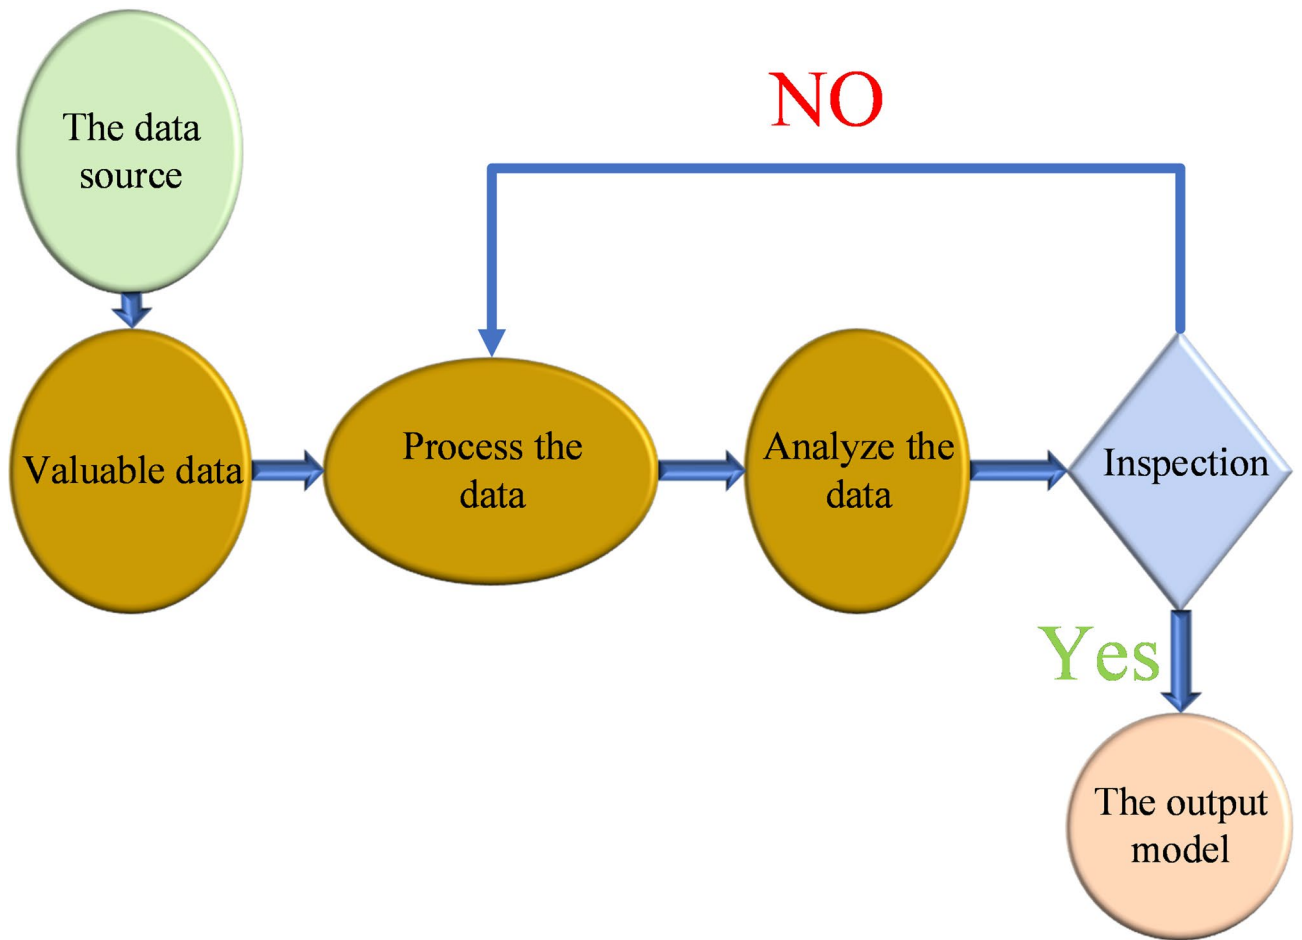 The data
source
NO
Valuable data
Process the
data
Analyze the
data
Inspection
Yes
The output
model